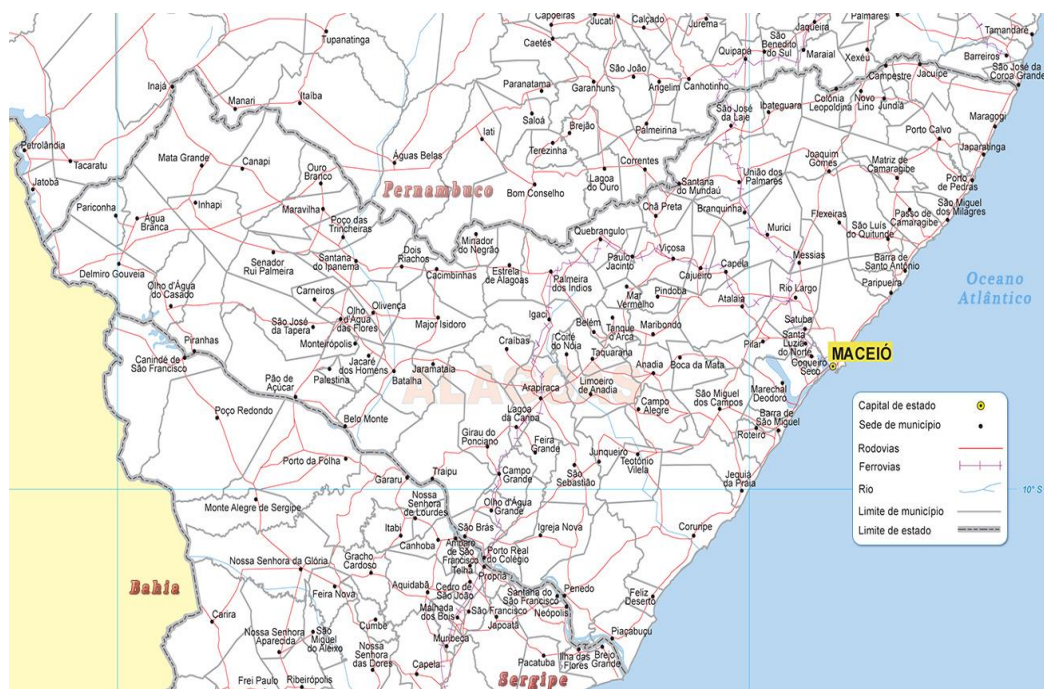 Capoeiras
Jucati
Calçado
Jurema
Jaqueira
Palmares
Tamandaré
Tupanatinga
Caetés
Quipapá
São
Benedito
do Sul
Maraial
Xexéu
Barreiros
São José da
Coroa Grande
Inajá
Manari
Itaíba
Paranatama
São João
Garanhuns
Angelim
Canhotinho
Campestre
Jacuípe
Saloá
São José
da Laje
Ibateguara
Colônia
Leopoldina
Novo
Lino
Jundiá
Maragogi
Petrolândia
Tacaratu
Iati
Brejão
Palmeirina
Terezinha
Porto Calvo
Mata Grande
Canapi
Ouro
Branco
Águas Belas
Correntes
Lagoa
do Ouro
União dos
Palmares
Joaquim
Gomes
Matriz de
Camaragibe
Japaratinga
Jatobá
Pernambuco
Bom Conselho
Santana
do Mundaú
Porto
de Pedras
Pariconha
Água
Branca
Inhapi
Maravilha
Poço das
Trincheiras
Chã Preta
Branquinha
Flexeiras
Passo de
Camaragibe
São Miguel
dos Milagres
Minador
do Negrão
Quebrangulo
Murici
São Luís
do Quitunde
Delmiro Gouveia
Senador
Rui Palmeira
Santana
do Ipanema
Dois
Riachos
Cacimbinhas
Estrela
de Alagoas
Palmeira
dos Índios
Paulo
Jacinto
Viçosa
Cajueiro
Capela
Messias
Barra de
Santo Antônio
Oceano
Atlântico
Olho d'Água
do Casado
Carneiros
Olivença
Mar
Vermelho
Pindoba
Atalaia
Rio Largo
Paripueira
São José
da Tapera
Olho
d'Água
das Flores
Major Isidoro
Igaci
Belém
Tanque
d'Arca
Maribondo
Satuba
Piranhas
Monteirópolis
Craíbas
Coité
do Nóia
Taquarana
Pilar
Santa
Luzia
do Norte
Coqueiro
Seco
MACEIÓ
Canindé de
São Francisco
Jacaré
dos Homens
Palestina
Batalha
Jaramataia
Anadia
Boca da Mata
Pão de
Açúcar
ALAGOAS
Arapiraca
Limoeiro
de Anadia
Marechal
Deodoro
Poço Redondo
Belo Monte
Lagoa
da Canoa
Campo
Alegre
São Miguel
dos Campos
Barra de
São Miguel
Roteiro
Girau do
Ponciano
Feira
Grande
Porto da Folha
Gararu
Traipu
Campo
Grande
São
Sebastião
Junqueiro
Teotônio
Vilela
Jequiá
da Praia
Capital de estado
Sede de município
Rodovias
Ferrovias
Rio
Limite de município
Limite de estado
10° S
Monte Alegre de Sergipe
Nossa
Senhora
de Lourdes
Olho d'Água
Grande
Itabi
São Brás
Igreja Nova
Coruripe
Canhoba
Amparo
de São
Francisco
Telha
Porto Real
do Colégio
Nossa Senhora da Glória
Gracho
Cardoso
Propriá
Bahia
Feira Nova
Aquidabã
Cedro de
São João
Santana do
São Francisco
Penedo
Feliz
Deserto
Carira
Malhada
dos Bois
São Francisco
Neópolis
Japoatã
Nossa Senhora
Aparecida
São
Miguel
do Aleixo
Cumbe
Muribeca
Piaçabuçu
Nossa
Senhora
das Dores
Capela
Pacatuba
Ilha das
Flores
Brejo
Grande
Frei Paulo
Ribeirópolis
Sergipe